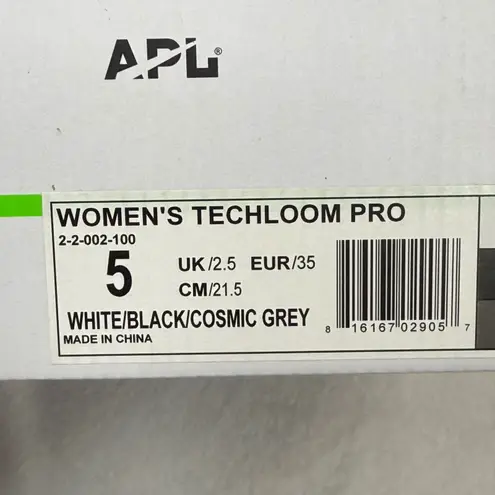 APL®
WOMEN'S TECHLOOM PRO
2-2-002-100
5 UK/2.5 EUR/35
CM/21.5
WHITE/BLACK/COSMIC GREY
MADE IN CHINA
8 16167 02905 7